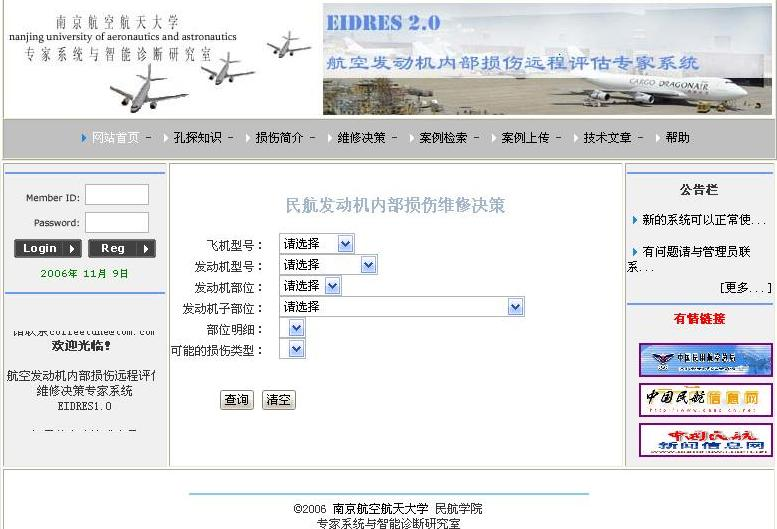 南京航空航天大学
nanjing university of aeronautics and astronautics
专家系统与智能诊断研究室
EIDRES 2.0
航空发动机内部损伤远程评估专家系统
CARGO DRAGONAIR
网站首页 - 孔探知识 - 损伤简介 - 维修决策 - 案例检索 - 案例上传 - 技术文章 - 帮助
Member ID:
Password:
Login Reg
2006年 11月 9日
欢迎光临!
航空发动机内部损伤远程评
维修决策专家系统
EIDRES1.0
民航发动机内部损伤维修决策
飞机型号: 请选择
发动机型号: 请选择
发动机部位: 请选择
发动机子部位: 请选择
部位明细:
可能的损伤类型:
查询 清空
公告栏
新的系统可以正常使...
有问题请与管理员联
系...
[更多...]
有情链接
中国民用航空总局
中国民航信息网
中国民航
新闻信息网
©2006 南京航空航天大学 民航学院
专家系统与智能诊断研究室